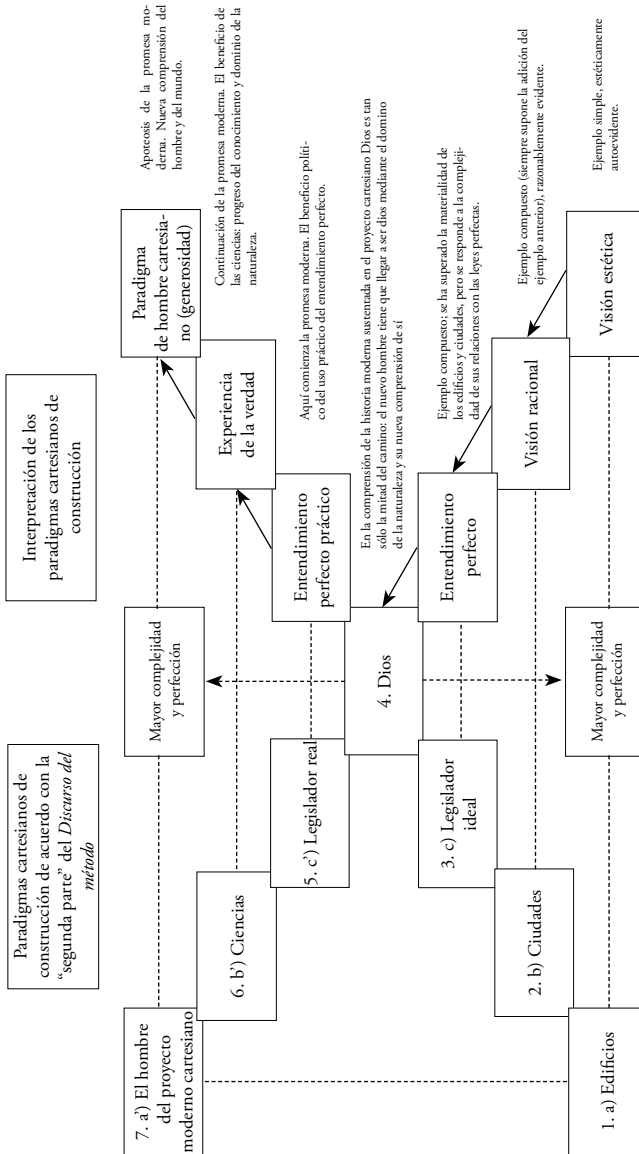 Paradigmas cartesianos de
construcción de acuerdo con la
“segunda parte” del Discurso del
método
Interpretación de los
paradigmas cartesianos de
construcción
7. a’) El hombre
del proyecto
moderno cartesiano
Mayor complejidad
y perfección
Paradigma
de hombre cartesia-
no (generosidad)
Apoteosis de la promesa mo-
derna. Nueva comprensión del
hombre y del mundo.
6. b’) Ciencias
Experiencia
de la verdad
Continuación de la promesa moderna. El beneficio de
las ciencias: progreso del conocimiento y dominio de la
naturaleza.
5. c’) Legislador real
Entendimiento
perfecto práctico
Aquí comienza la promesa moderna. El beneficio políti-
co del uso práctico del entendimiento perfecto.
4. Dios
En la comprensión de la historia moderna sustentada en el proyecto cartesiano Dios es tan
sólo la mitad del camino: el nuevo hombre tiene que llegar a ser dios mediante el domino
de la naturaleza y su nueva comprensión de sí
3. c) Legislador
ideal
Entendimiento
perfecto
Ejemplo compuesto; se ha superado la materialidad de
los edificios y ciudades, pero se responde a la compleji-
dad de sus relaciones con las leyes perfectas.
2. b) Ciudades
Visión racional
Ejemplo compuesto (siempre supone la adición del
ejemplo anterior), razonablemente evidente.
1. a) Edificios
Mayor complejidad
y perfección
Visión estética
Ejemplo simple, estéticamente
autoevidente.